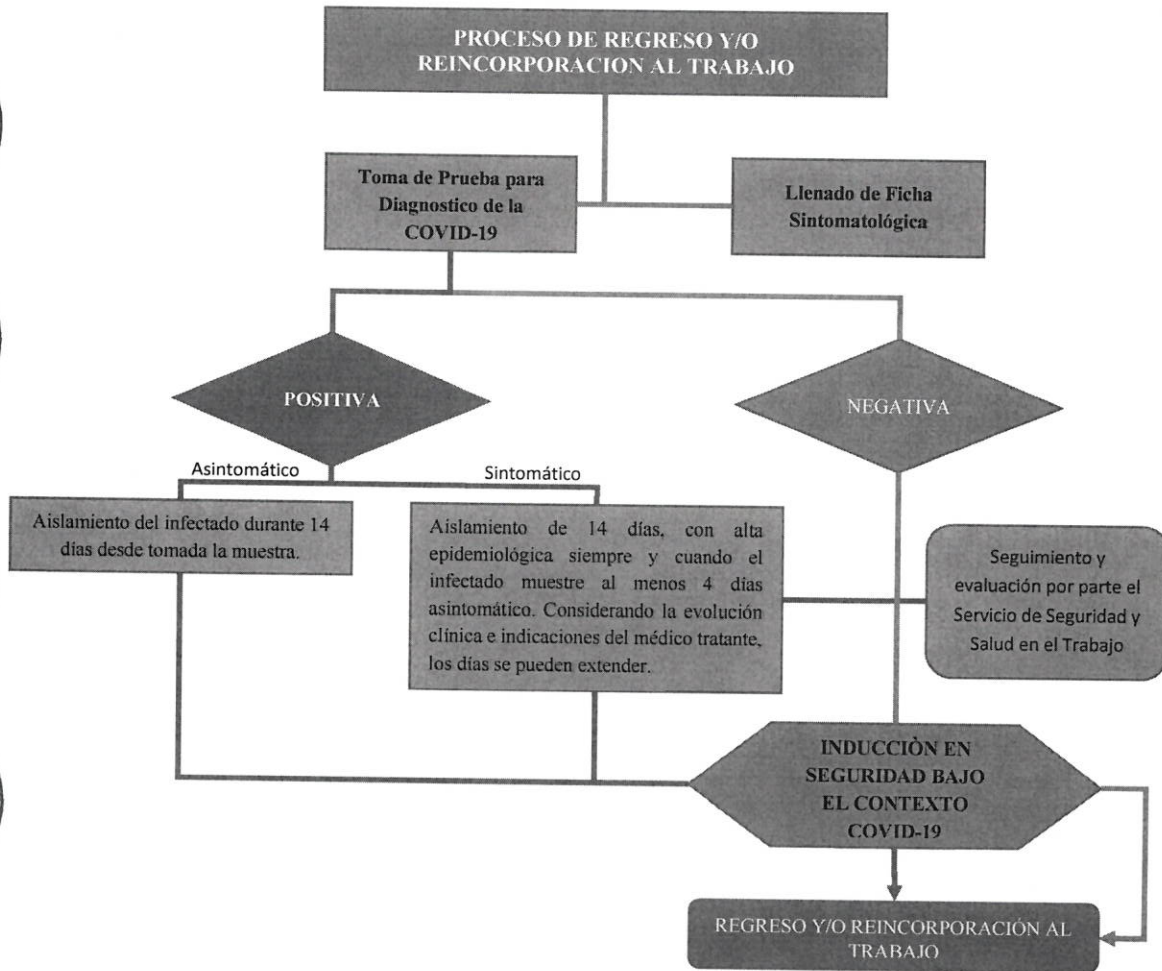 PROCESO DE REGRESO Y/O
REINCORPORACION AL TRABAJO
Toma de Prueba para
Diagnostico de la
COVID-19
Llenado de Ficha
Sintomatológica
POSITIVA
NEGATIVA
Asintomático
Sintomático
Aislamiento del infectado durante 14
días desde tomada la muestra.
Aislamiento de 14 días, con alta
epidemiológica siempre y cuando el
infectado muestre al menos 4 días
asintomático. Considerando la evolución
clínica e indicaciones del médico tratante,
los días se pueden extender.
Seguimiento y
evaluación por parte el
Servicio de Seguridad y
Salud en el Trabajo
INDUCCIÒN EN
SEGURIDAD BAJO
EL CONTEXTO
COVID-19
REGRESO Y/O REINCORPORACIÓN AL
TRABAJO